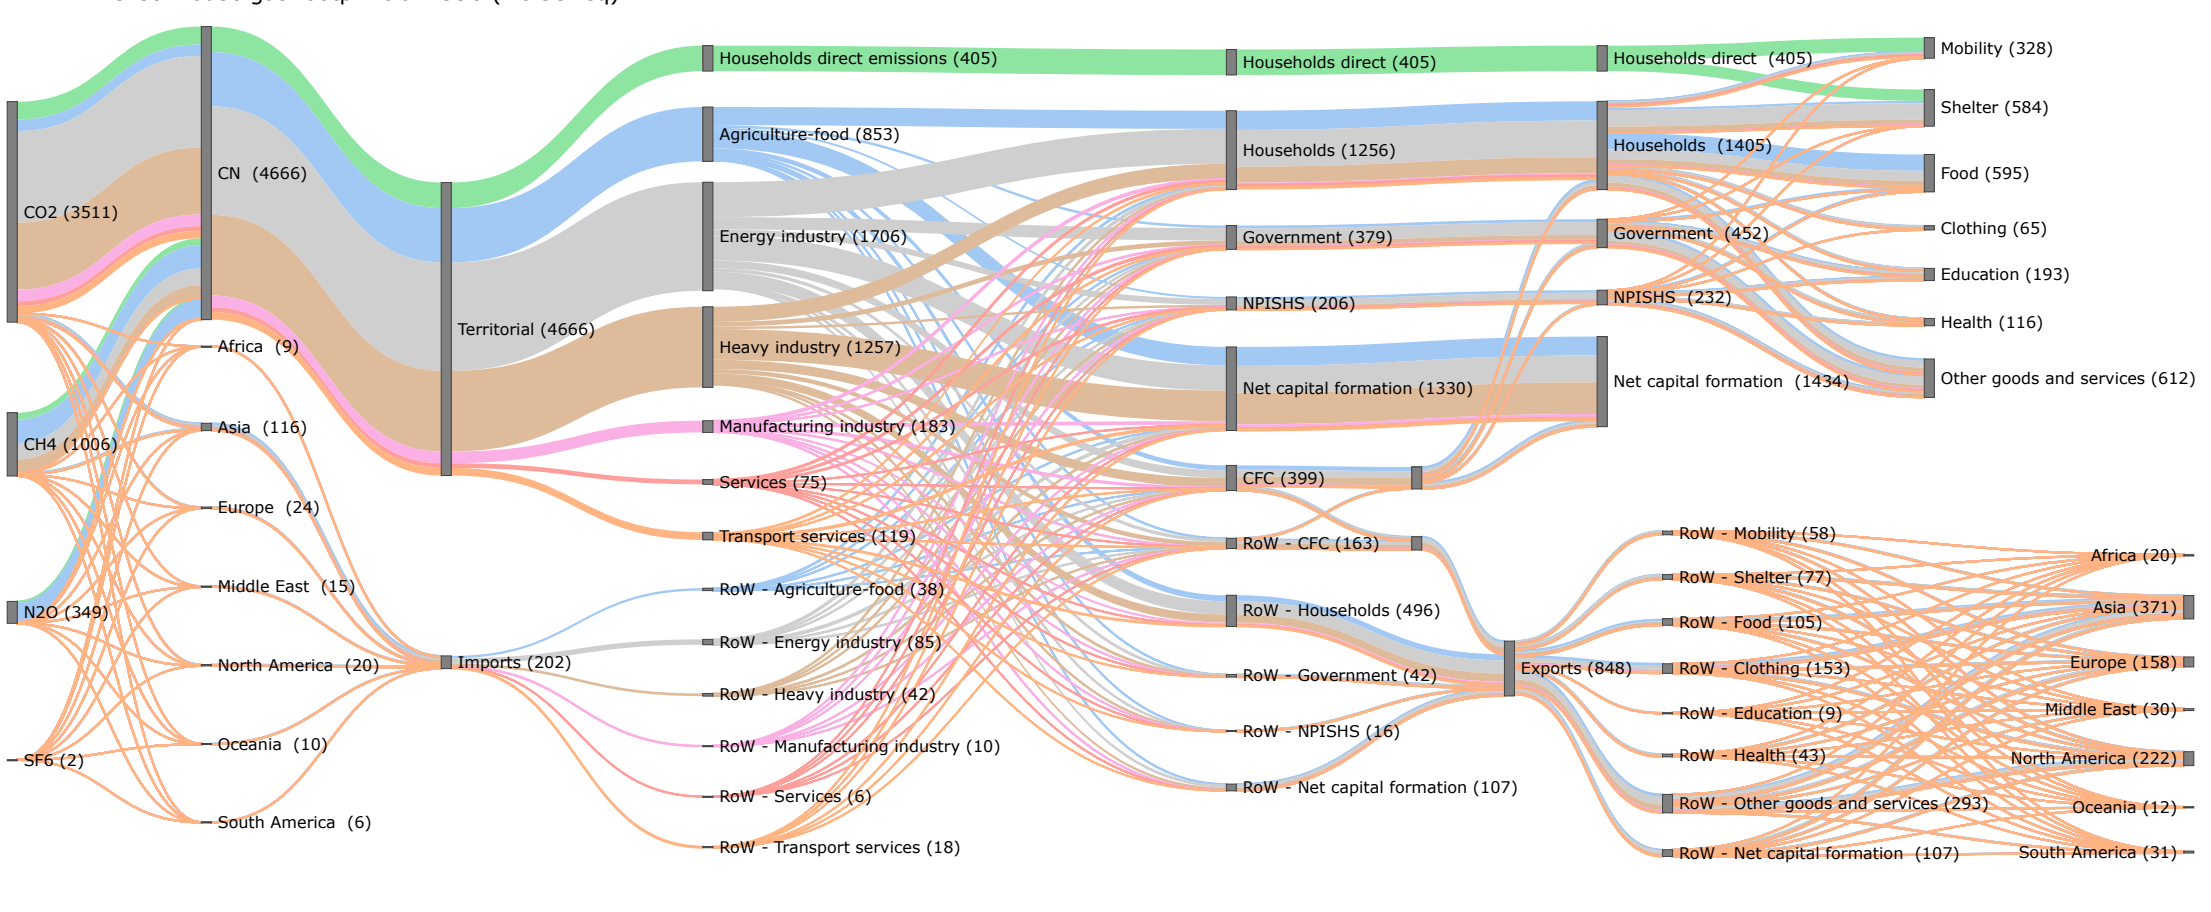 CO2 (3511)
CH4 (1006)
N2O (349)
SF6 (2)
CN (4666)
Africa (9)
Asia (116)
Europe (24)
Middle East (15)
North America (20)
Oceania (10)
South America (6)
Territorial (4666)
Imports (202)
Households direct emissions (405)
Agriculture-food (853)
Energy industry (1706)
Heavy industry (1257)
Manufacturing industry (183)
Services (75)
Transport services (119)
RoW - Agriculture-food (38)
RoW - Energy industry (85)
RoW - Heavy industry (42)
RoW - Manufacturing industry (10)
RoW - Services (6)
RoW - Transport services (18)
Households direct (405)
Households (1256)
Government (379)
NPISHS (206)
Net capital formation (1330)
CFC (399)
RoW - CFC (163)
RoW - Households (496)
RoW - Government (42)
RoW - NPISHS (16)
RoW - Net capital formation (107)
Exports (848)
Households direct (405)
Households (1405)
Government (452)
NPISHS (232)
Net capital formation (1434)
RoW - Mobility (58)
RoW - Shelter (77)
RoW - Food (105)
RoW - Clothing (153)
RoW - Education (9)
RoW - Health (43)
RoW - Other goods and services (293)
RoW - Net capital formation (107)
Mobility (328)
Shelter (584)
Food (595)
Clothing (65)
Education (193)
Health (116)
Other goods and services (612)
Africa (20)
Asia (371)
Europe (158)
Middle East (30)
North America (222)
Oceania (12)
South America (31)